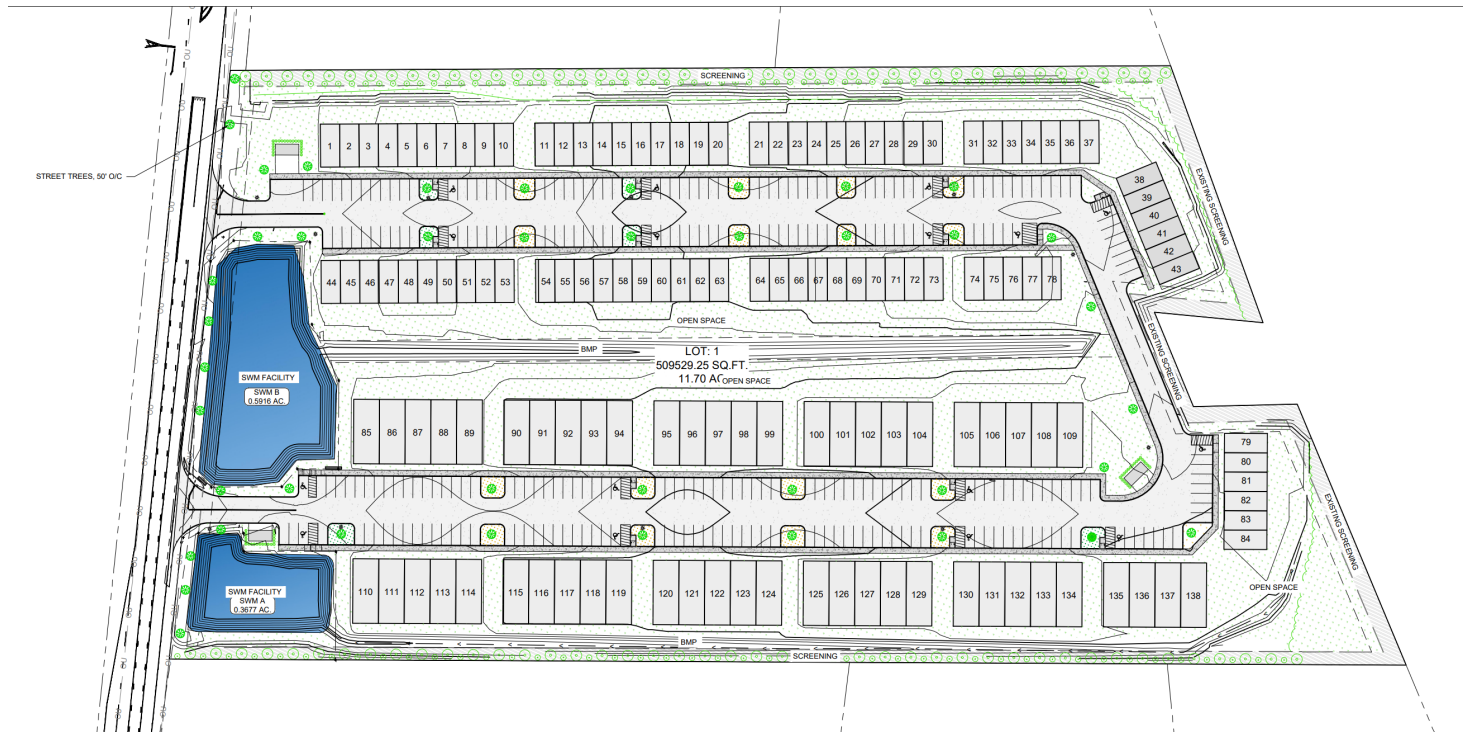 SCREENING
1 2 3 4 5 6 7 8 9 10 11 12 13 14 15 16 17 18 19 20 21 22 23 24 25 26 27 28 29 30 31 32 33 34 35 36 37
STREET TREES, 50' O/C
38
39
40
41
42
43
EXISTING SCREENING
44 45 46 47 48 49 50 51 52 53 54 55 56 57 58 59 60 61 62 63 64 65 66 67 68 69 70 71 72 73 74 75 76 77 78
OPEN SPACE
EXISTING SCREENING
BMP
LOT: 1
509529.25 SQ.FT.
11.70 AC
OPEN SPACE
SWM FACILITY
SWM B
0.5916 AC.
85 86 87 88 89 90 91 92 93 94 95 96 97 98 99 100 101 102 103 104 105 106 107 108 109
79
80
81
82
83
84
EXISTING SCREENING
OPEN SPACE
SWM FACILITY
SWM A
0.3677 AC.
110 111 112 113 114 115 116 117 118 119 120 121 122 123 124 125 126 127 128 129 130 131 132 133 134 135 136 137 138
BMP
SCREENING